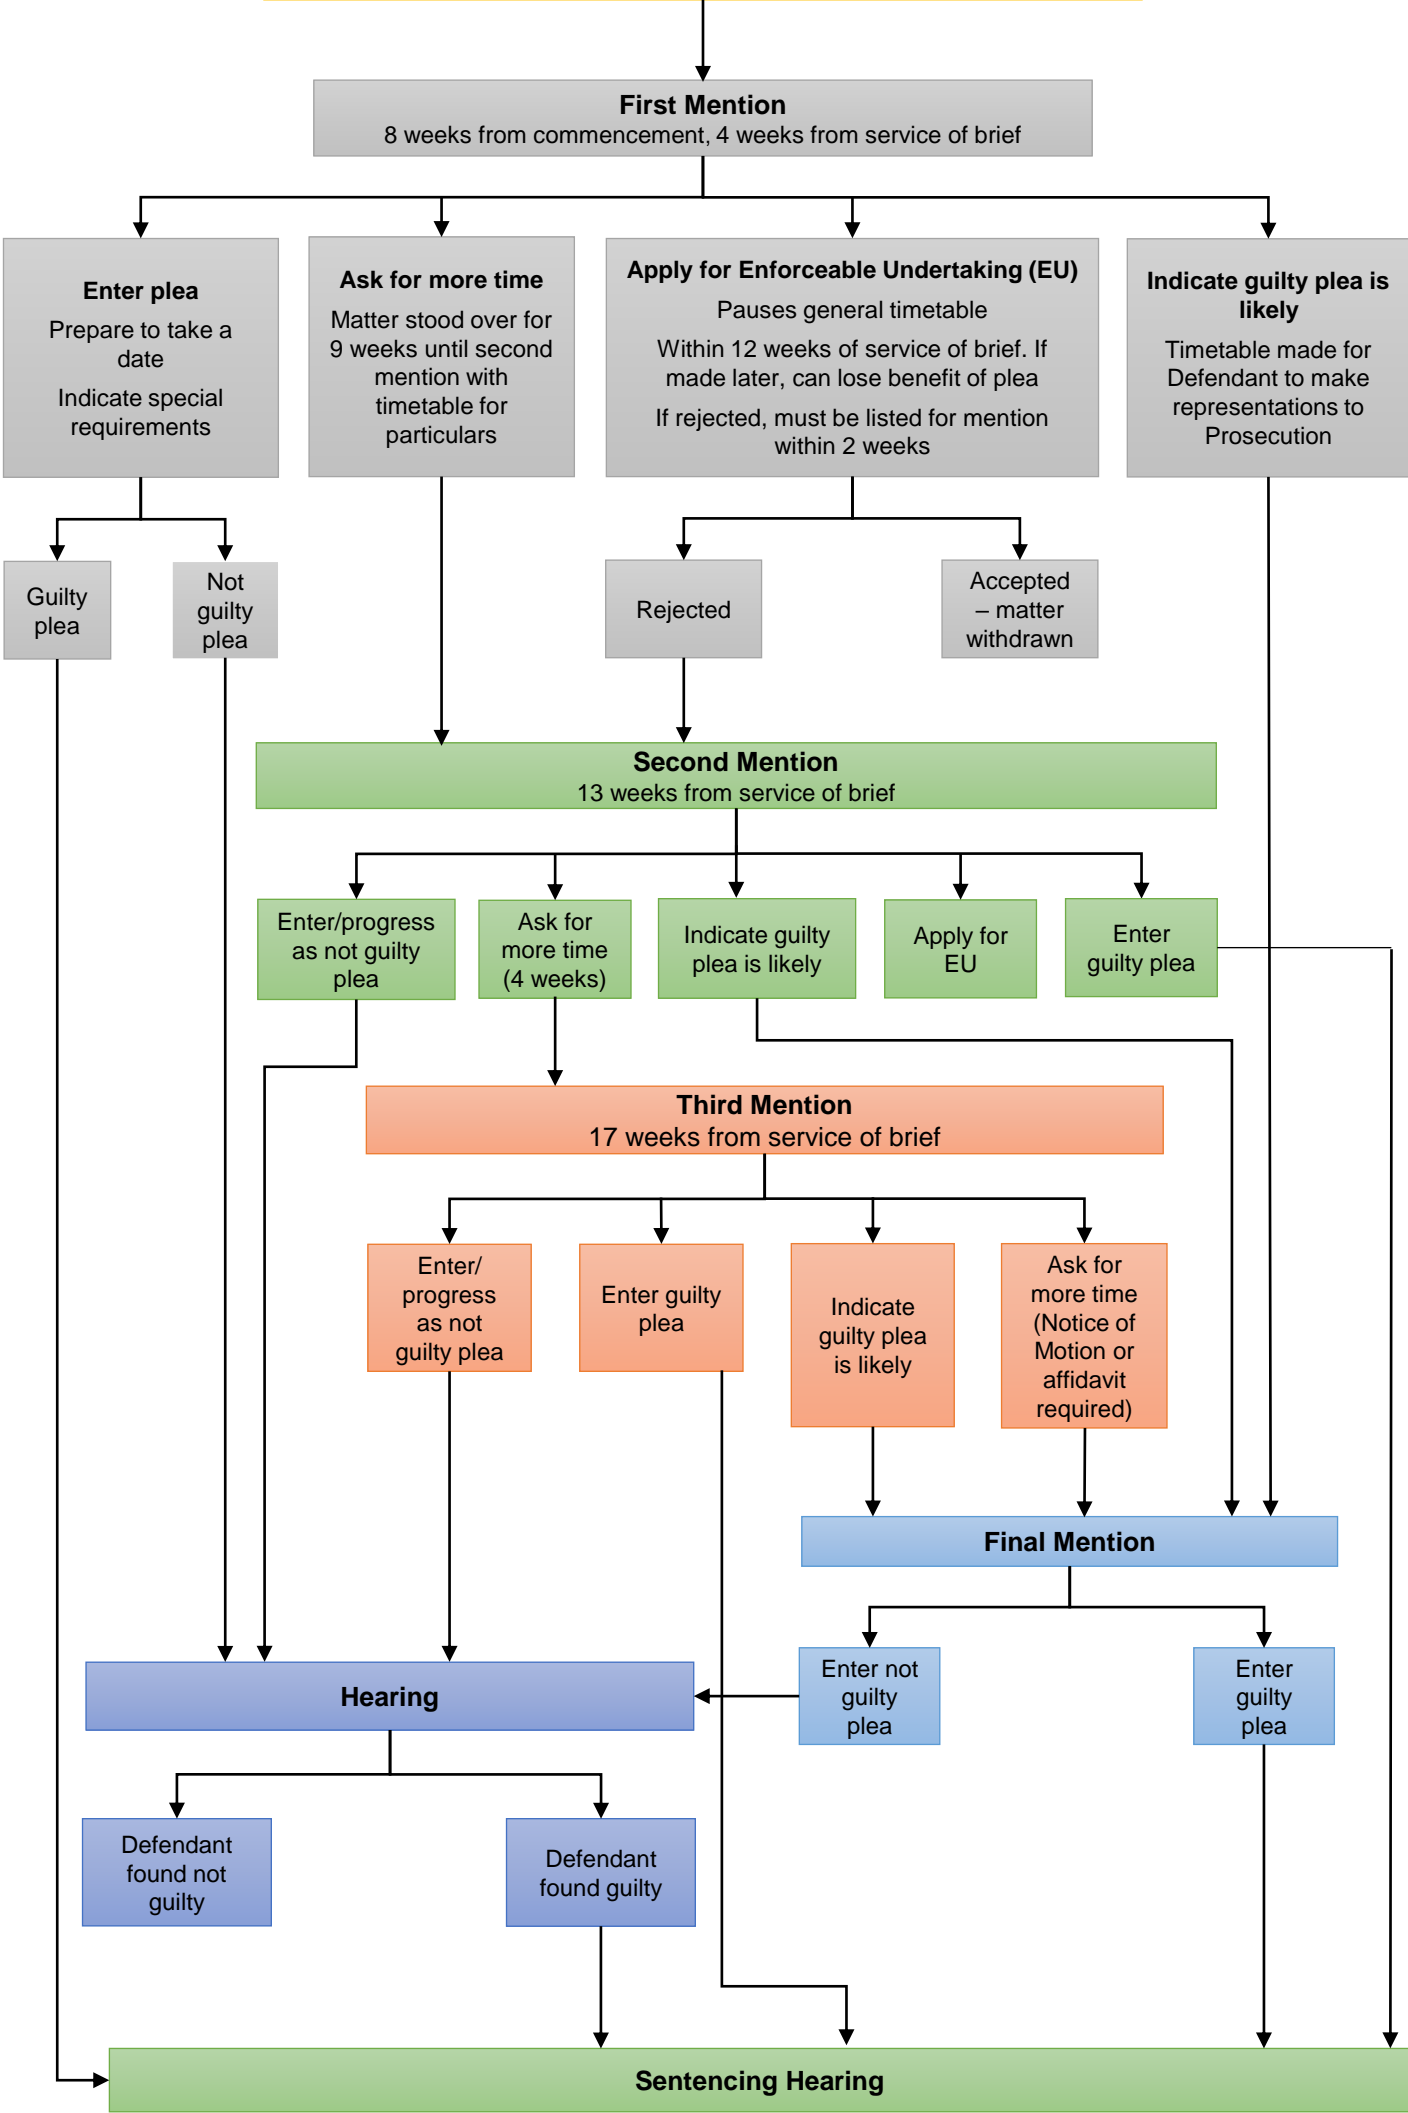 First Mention
8 weeks from commencement, 4 weeks from service of brief
Enter plea
Prepare to take a
date
Indicate special
requirements
Ask for more time
Matter stood over for
9 weeks until second
mention with
timetable for
particulars
Apply for Enforceable Undertaking (EU)
Pauses general timetable
Within 12 weeks of service of brief. If
made later, can lose benefit of plea
If rejected, must be listed for mention
within 2 weeks
Indicate guilty plea is
likely
Timetable made for
Defendant to make
representations to
Prosecution
Guilty
plea
Not
guilty
plea
Rejected
Accepted
– matter
withdrawn
Second Mention
13 weeks from service of brief
Enter/progress
as not guilty
plea
Ask for
more time
(4 weeks)
Indicate guilty
plea is likely
Apply for
EU
Enter
guilty plea
Third Mention
17 weeks from service of brief
Enter/
progress
as not
guilty plea
Enter guilty
plea
Indicate
guilty plea
is likely
Ask for
more time
(Notice of
Motion or
affidavit
required)
Final Mention
Enter not
guilty
plea
Enter
guilty
plea
Hearing
Defendant
found not
guilty
Defendant
found guilty
Sentencing Hearing